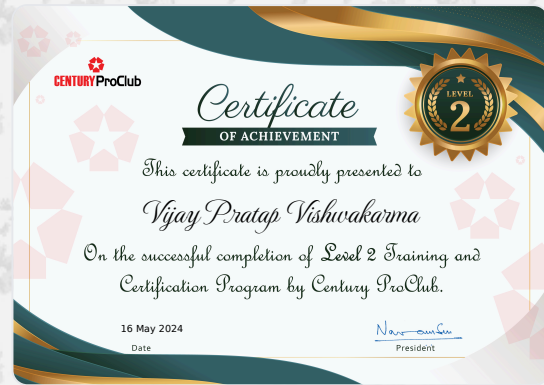 CENTURY ProClub
Certificate
OF ACHIEVEMENT
LEVEL
2
This certificate is proudly presented to
Vijay Pratap Vishwakarma
On the successful completion of Level 2 Training and
Certification Program by Century ProClub.
16 May 2024
Date
President